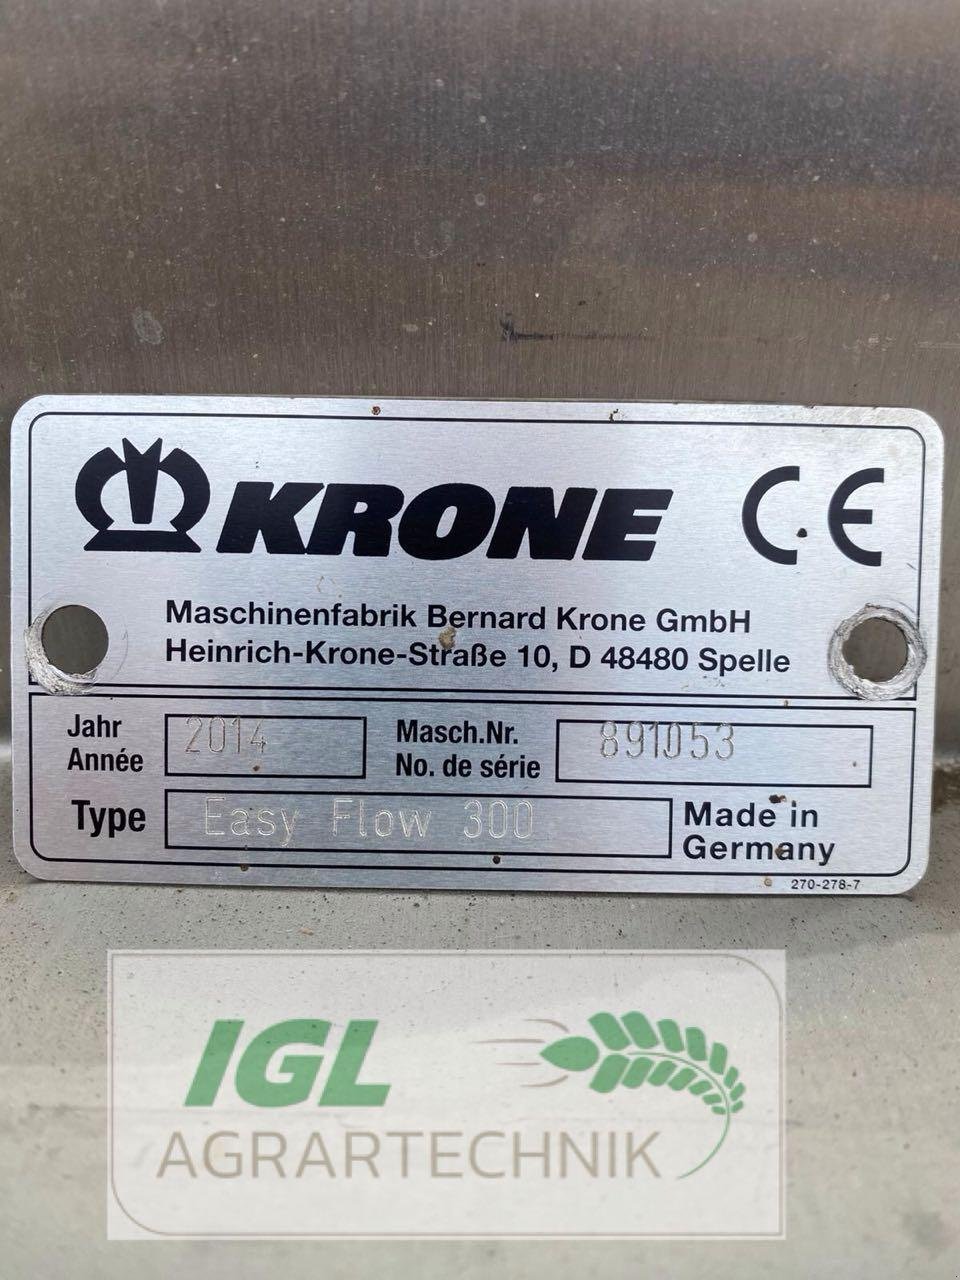 KRONE CE
Maschinenfabrik Bernard Krone GmbH
Heinrich-Krone-Straße 10, D 48480 Spelle
Jahr 2014 Masch.Nr. 891053
Année No. de série
Type Easy Flow 300 Made in
Germany
270-278-7
IGL
AGRARTECHNIK